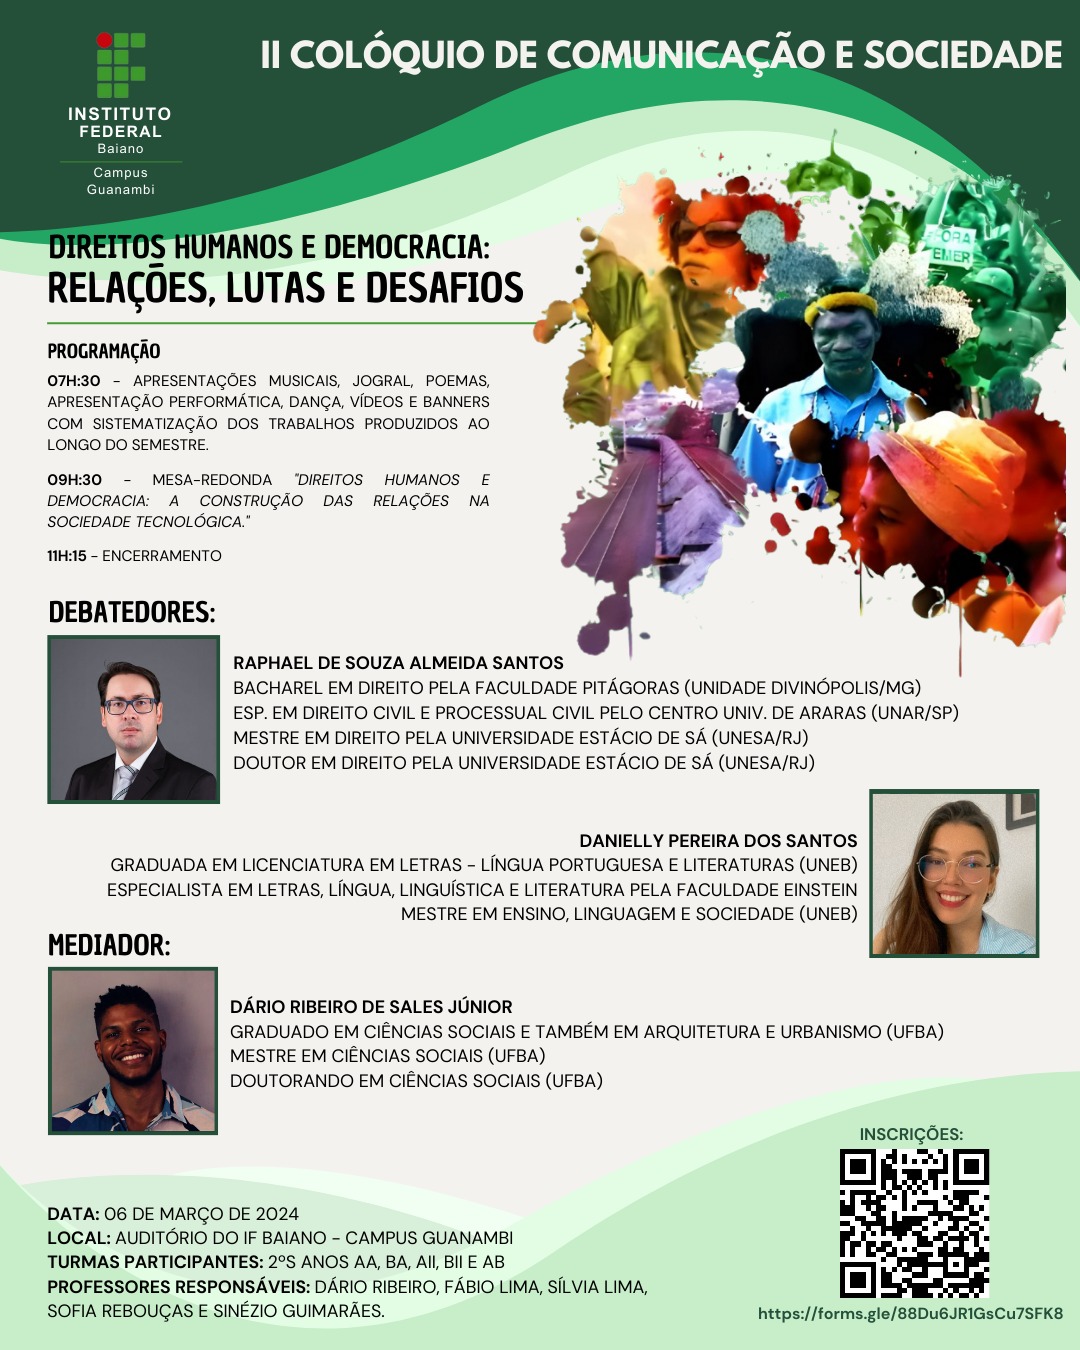 INSTITUTO
FEDERAL
Baiano
Campus
Guanambi
II COLÓQUIO DE COMUNICAÇÃO E SOCIEDADE
FORA
TEMER
DIREITOS HUMANOS E DEMOCRACIA:
RELAÇÕES, LUTAS E DESAFIOS
PROGRAMAÇÃO
07H:30 - APRESENTAÇÕES MUSICAIS, JOGRAL, POEMAS,
APRESENTAÇÃO PERFORMÁTICA, DANÇA, VÍDEOS E BANNERS
COM SISTEMATIZAÇÃO DOS TRABALHOS PRODUZIDOS AO
LONGO DO SEMESTRE.
09H:30 - MESA-REDONDA "DIREITOS HUMANOS E
DEMOCRACIA: A CONSTRUÇÃO DAS RELAÇÕES NA
SOCIEDADE TECNOLÓGICA."
11H:15 - ENCERRAMENTO
DEBATEDORES:
RAPHAEL DE SOUZA ALMEIDA SANTOS
BACHAREL EM DIREITO PELA FACULDADE PITÁGORAS (UNIDADE DIVINÓPOLIS/MG)
ESP. EM DIREITO CIVIL E PROCESSUAL CIVIL PELO CENTRO UNIV. DE ARARAS (UNAR/SP)
MESTRE EM DIREITO PELA UNIVERSIDADE ESTÁCIO DE SÁ (UNESA/RJ)
DOUTOR EM DIREITO PELA UNIVERSIDADE ESTÁCIO DE SÁ (UNESA/RJ)
DANIELLY PEREIRA DOS SANTOS
GRADUADA EM LICENCIATURA EM LETRAS - LÍNGUA PORTUGUESA E LITERATURAS (UNEB)
ESPECIALISTA EM LETRAS, LÍNGUA, LINGUÍSTICA E LITERATURA PELA FACULDADE EINSTEIN
MESTRE EM ENSINO, LINGUAGEM E SOCIEDADE (UNEB)
MEDIADOR:
DÁRIO RIBEIRO DE SALES JÚNIOR
GRADUADO EM CIÊNCIAS SOCIAIS E TAMBÉM EM ARQUITETURA E URBANISMO (UFBA)
MESTRE EM CIÊNCIAS SOCIAIS (UFBA)
DOUTORANDO EM CIÊNCIAS SOCIAIS (UFBA)
DATA: 06 DE MARÇO DE 2024
LOCAL: AUDITÓRIO DO IF BAIANO - CAMPUS GUANAMBI
TURMAS PARTICIPANTES: 2ºS ANOS AA, BA, AII, BII E AB
PROFESSORES RESPONSÁVEIS: DÁRIO RIBEIRO, FÁBIO LIMA, SÍLVIA LIMA,
SOFIA REBOUÇAS E SINÉZIO GUIMARÃES.
INSCRIÇÕES:
https://forms.gle/88Du6JR1GsCu7SFK8